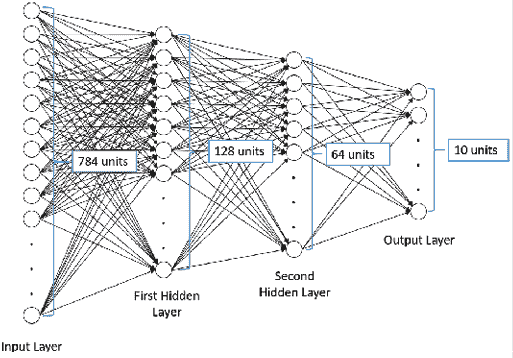 784 units
128 units
64 units
10 units
Output Layer
Second
Hidden Layer
First Hidden
Layer
Input Layer